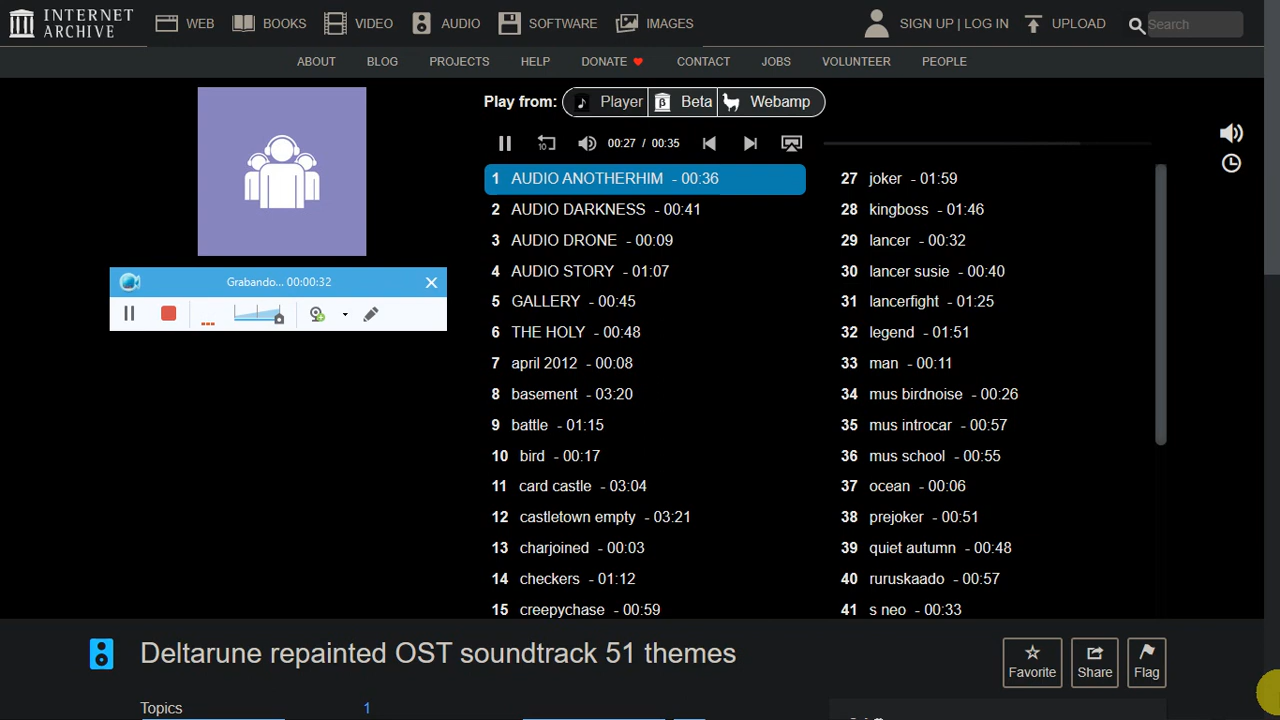 INTERNET ARCHIVE
WEB BOOKS VIDEO AUDIO SOFTWARE IMAGES SIGN UP | LOG IN UPLOAD Search
ABOUT BLOG PROJECTS HELP DONATE CONTACT JOBS VOLUNTEER PEOPLE
Play from: Player Beta Webamp
10 00:27 / 00:35
Grabando... 00:00:32
1 AUDIO ANOTHERHIM - 00:36
2 AUDIO DARKNESS - 00:41
3 AUDIO DRONE - 00:09
4 AUDIO STORY - 01:07
5 GALLERY - 00:45
6 THE HOLY - 00:48
7 april 2012 - 00:08
8 basement - 03:20
9 battle - 01:15
10 bird - 00:17
11 card castle - 03:04
12 castletown empty - 03:21
13 charjoined - 00:03
14 checkers - 01:12
15 creepychase - 00:59
27 joker - 01:59
28 kingboss - 01:46
29 lancer - 00:32
30 lancer susie - 00:40
31 lancerfight - 01:25
32 legend - 01:51
33 man - 00:11
34 mus birdnoise - 00:26
35 mus introcar - 00:57
36 mus school - 00:55
37 ocean - 00:06
38 prejoker - 00:51
39 quiet autumn - 00:48
40 ruruskaado - 00:57
41 s neo - 00:33
Deltarune repainted OST soundtrack 51 themes
Favorite Share Flag
Topics 1